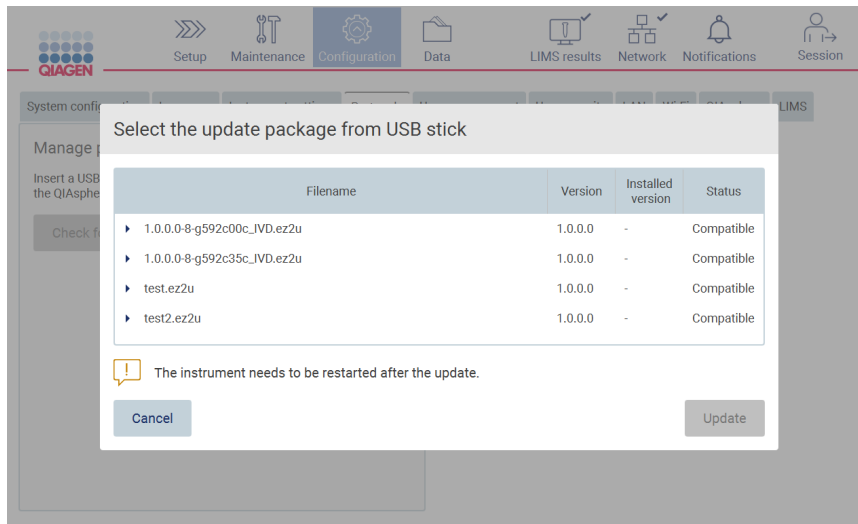 QIAGEN
Setup
Maintenance
Configuration
Data
LIMS results
Network
Notifications
Session
System
LIMS
Manage
Insert a USB
the
Check
Select the update package from USB stick
Filename
Version
Installed
version
Status
1.0.0.0-8-g592c00c_IVD.ez2u 1.0.0.0 - Compatible
1.0.0.0-8-g592c35c_IVD.ez2u 1.0.0.0 - Compatible
test.ez2u 1.0.0.0 - Compatible
test2.ez2u 1.0.0.0 - Compatible
The instrument needs to be restarted after the update.
Cancel
Update